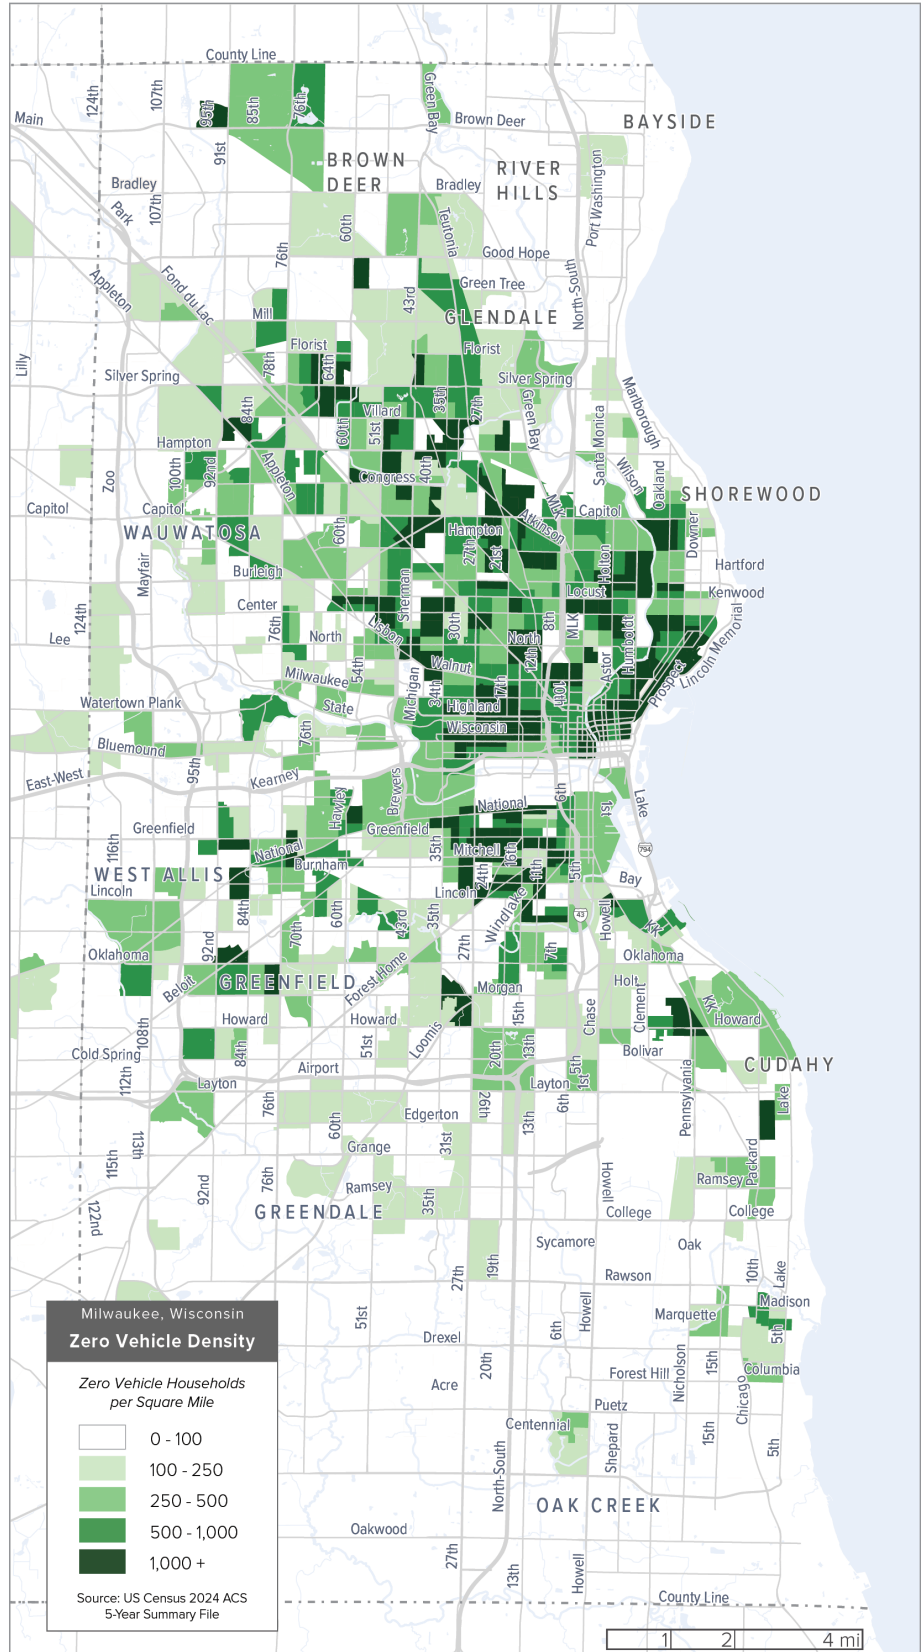 County Line
124th
107th
95th
85th
76th
Green Bay
Main
Brown Deer
BAYSIDE
91st
BROWN
DEER
RIVER
HILLS
Port Washington
Bradley
Bradley
107th
Park
60th
Teutonia
76th
Good Hope
North-South
Appleton
Fond du Lac
43rd
Green Tree
Mill
GLENDALE
Lilly
Florist
Florist
78th
64th
Silver Spring
Silver Spring
Marlborough
84th
Villard
35th
27th
Green Bay
Santa Monica
60th
51st
Hampton
Zoo
100th
92nd
Appleton
Congress
40th
Wilson
Oakland
SHOREWOOD
Capitol
Capitol
MLK
Capitol
WAUWATOSA
60th
Hampton
Atkinson
Downer
27th
21st
Holton
Mayfair
Burleigh
Hartford
Sherman
Locust
Kenwood
124th
Center
76th
Lisbon
30th
8th
MLK
Humboldt
Lee
North
North
12th
Astor
Lincoln Memorial
Milwaukee
54th
Walnut
Prospect
Michigan
34th
17th
10th
Watertown Plank
State
Highland
76th
Wisconsin
Bluemound
95th
East-West
Kearney
Brewers
6th
Lake
Hawley
National
1st
116th
Greenfield
Greenfield
35th
National
Mitchell
16th
794
Burnham
24th
11th
5th
WEST ALLIS
Bay
Lincoln
Lincoln
84th
60th
43rd
35th
Windlake
43
Howell
KK
70th
92nd
27th
7th
Oklahoma
Oklahoma
Beloit
GREENFIELD
Forest Home
Morgan
Holt
Clement
KK
108th
Howard
Howard
15th
Chase
Howard
84th
51st
Loomis
20th
13th
Bolivar
Cold Spring
CUDAHY
Airport
5th
112th
Layton
Layton
1st
Pennsylvania
Lake
76th
60th
Edgerton
26th
13th
6th
113th
Grange
31st
Packard
115th
92nd
76th
Ramsey
35th
Howell
Ramsey
122nd
GREENDALE
College
College
Sycamore
Oak
27th
19th
Rawson
10th
Lake
Madison
51st
6th
Howell
Marquette
5th
Drexel
20th
Nicholson
15th
Forest Hill
Columbia
Acre
Chicago
Puetz
Centennial
Shepard
15th
5th
North-South
OAK CREEK
Oakwood
27th
13th
Howell
County Line
Milwaukee, Wisconsin
Zero Vehicle Density
Zero Vehicle Households
per Square Mile
0 - 100
100 - 250
250 - 500
500 - 1,000
1,000 +
Source: US Census 2024 ACS
5-Year Summary File
1 2 4 mi